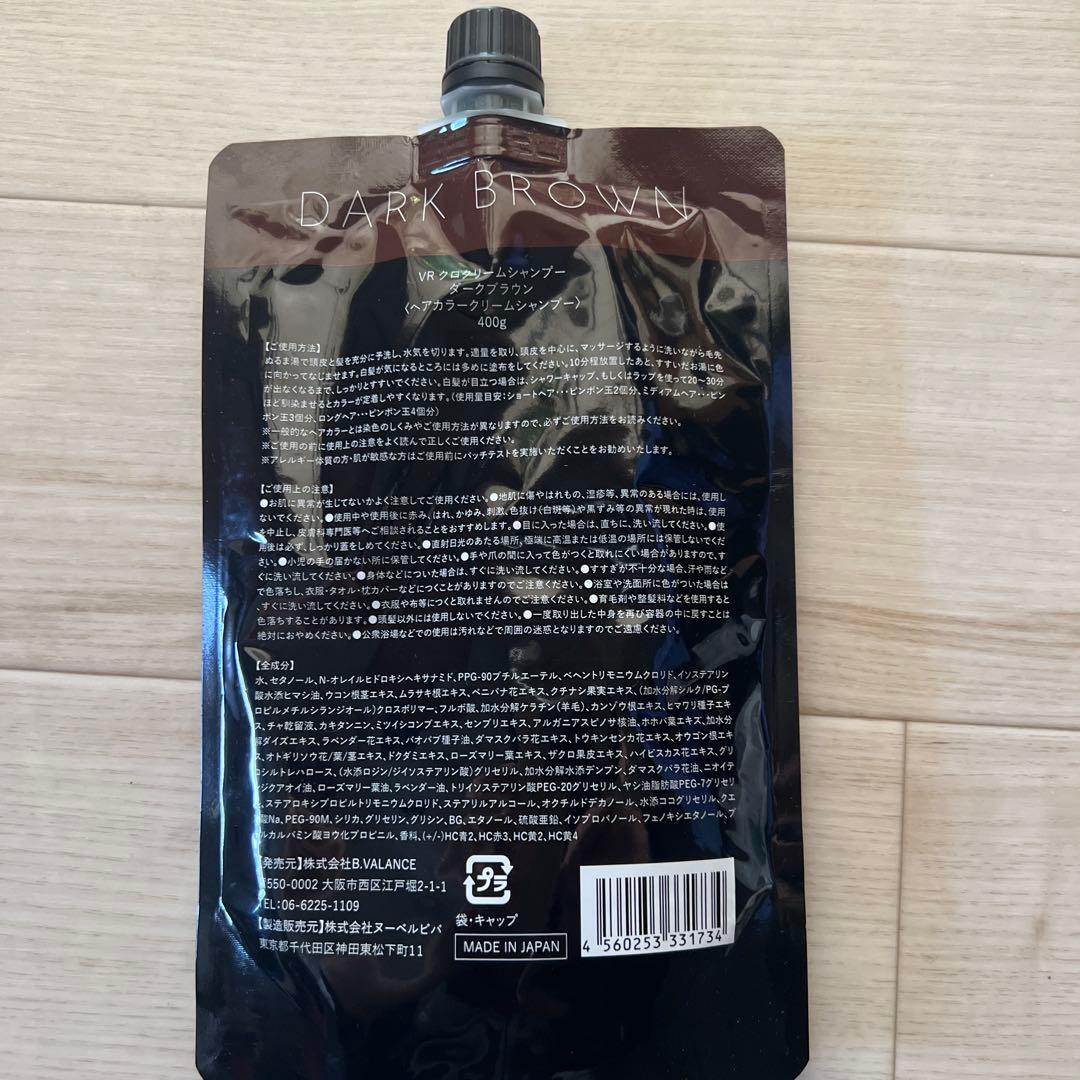 DARK BROWN
VR クロクリームシャンプー
ダークブラウン
〈ヘアカラークリームシャンプー〉
400g
【ご使用方法】
ぬるま湯で頭皮と髪を充分に予洗し、水気を切ります。適量を取り、頭皮を中心に、マッサージするように洗いながら毛先
に向かってなじませます。白髪が気になるところには多めに塗布をしてください。10分程放置したあと、すすいだお湯に色
が出なくなるまで、しっかりとすすいでください。白髪が目立つ場合は、シャワーキャップ、もしくはラップを使って20〜30分
ほど馴染ませるとカラーが定着しやすくなります。(使用量目安:ショートヘア・・・ピンポン玉2個分、ミディアムヘア・・・ピン
ポン玉3個分、ロングヘア・・・ピンポン玉4個分)
※一般的なヘアカラーとは染色のしくみやご使用方法が異なりますので、必ずご使用方法をお読みください。
※ご使用の前に使用上の注意をよく読んで正しくご使用ください。
※アレルギー体質の方・肌が敏感な方はご使用前にパッチテストを実施いただくことをお勧めいたします。
【ご使用上の注意】
●お肌に異常が生じてないかよく注意してご使用ください。●地肌に傷やはれもの、湿疹等、異常のある場合には、使用し
ないでください。●使用中や使用後に赤み、はれ、かゆみ、刺激、色抜け(白斑等)や黒ずみ等の異常が現れた時は、使用
を中止し、皮膚科専門医等へご相談されることをおすすめします。●目に入った場合は、直ちに、洗い流してください。●使
用後は必ず、しっかり蓋をしめてください。●直射日光のあたる場所、極端に高温または低温の場所には保管しないでくだ
さい。●小児の手の届かない所に保管してください。●手や爪の間に入って色がつくと取れにくい場合がありますので、す
ぐに洗い流してください。●身体などについた場合は、すぐに洗い流してください。●すすぎが不十分な場合、汗や雨など
で色落ちし、衣服・タオル・枕カバーなどにつくことがありますのでご注意ください。●浴室や洗面所に色がついた場合は
、すぐに洗い流してください。●衣服や布等につくと取れませんのでご注意ください。●育毛剤や整髪料などを使用すると
色落ちすることがあります。●頭髪以外には使用しないでください。●一度取り出した中身を再び容器の中に戻すことは
絶対におやめください。●公衆浴場などでの使用は汚れなどで周囲の迷惑となりますのでご遠慮ください。
【全成分】
水、セタノール、N-オレイルヒドロキシヘキサナミド、PPG-90ブチルエーテル、ベヘントリモニウムクロリド、イソステアリン
酸水添ヒマシ油、ウコン根茎エキス、ムラサキ根エキス、ベニバナ花エキス、クチナシ果実エキス、(加水分解シルク/PG-プ
ロピルメチルシランジオール)クロスポリマー、フルボ酸、加水分解ケラチン(羊毛)、カンゾウ根エキス、ヒマワリ種子エキ
ス、チャ乾留液、カキタンニン、ミツイシコンブエキス、センブリエキス、アルガニアスピノサ核油、ホホバ葉エキス、加水分
解ダイズエキス、ラベンダー花エキス、バオバブ種子油、ダマスクバラ花エキス、トウキンセンカ花エキス、オウゴン根エキ
ス、オトギリソウ花/葉/茎エキス、ドクダミエキス、ローズマリー葉エキス、ザクロ果皮エキス、ハイビスカス花エキス、グリ
コシルトレハロース、(水添ロジン/ジイソステアリン酸)グリセリル、加水分解水添デンプン、ダマスクバラ花油、ニオイテ
ンジクアオイ油、ローズマリー葉油、ラベンダー油、トリイソステアリン酸PEG-20グリセリル、ヤシ油脂肪酸PEG-7グリセリ
ル、ステアロキシプロピルトリモニウムクロリド、ステアリルアルコール、オクチルドデカノール、水添ココグリセリル、クエ
ン酸Na、PEG-90M、シリカ、グリセリン、グリシン、BG、エタノール、硫酸亜鉛、イソプロパノール、フェノキシエタノール、ブ
チルカルバミン酸ヨウ化プロピニル、香料、(+/-)HC青2、HC赤3、HC黄2、HC黄4
【発売元】株式会社B.VALANCE
〒550-0002 大阪市西区江戸堀2-1-1
TEL:06-6225-1109
【製造販売元】株式会社ヌーベルビバ
東京都千代田区神田東松下町11
プラ
袋・キャップ
MADE IN JAPAN
4 560253 331734